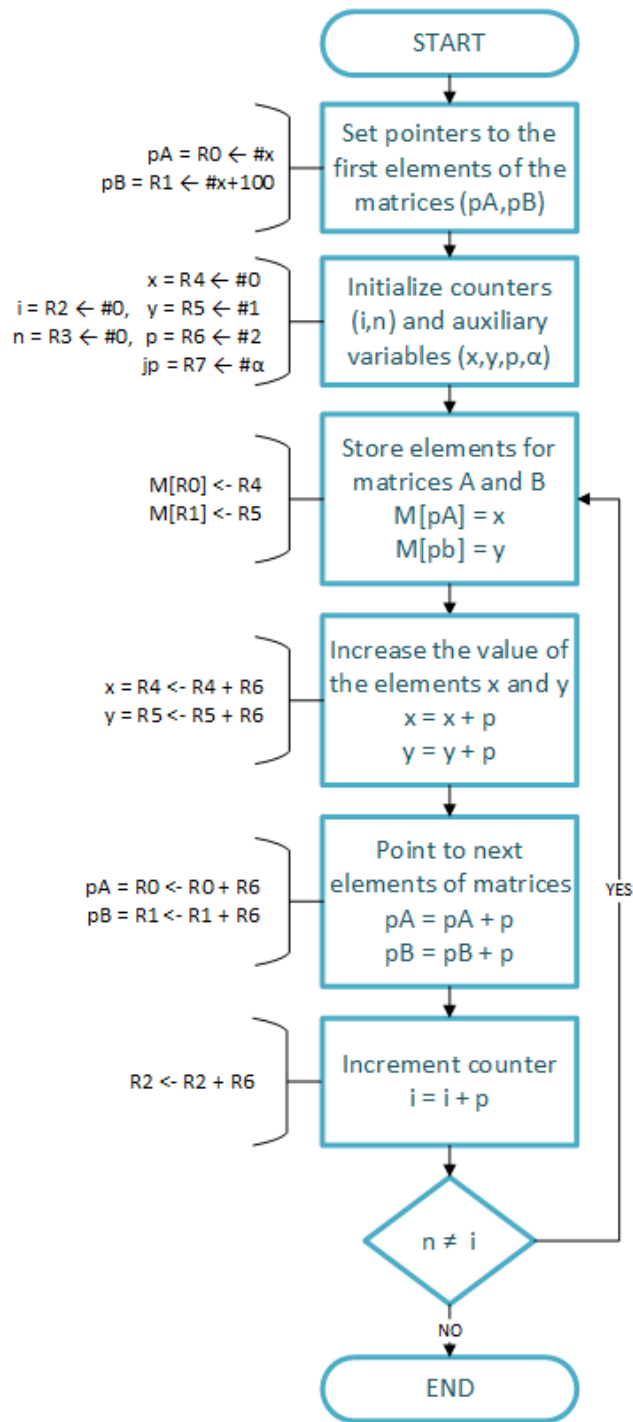 START
pA = R0 ← #x
pB = R1 ← #x+100
Set pointers to the
first elements of the
matrices (pA,pB)
x = R4 ← #0
i = R2 ← #0, y = R5 ← #1
n = R3 ← #0, p = R6 ← #2
jp = R7 ← #α
Initialize counters
(i,n) and auxiliary
variables (x,y,p,α)
M[R0] <- R4
M[R1] <- R5
Store elements for
matrices A and B
M[pA] = x
M[pb] = y
x = R4 <- R4 + R6
y = R5 <- R5 + R6
Increase the value of
the elements x and y
x = x + p
y = y + p
pA = R0 <- R0 + R6
pB = R1 <- R1 + R6
Point to next
elements of matrices
pA = pA + p
pB = pB + p
YES
R2 <- R2 + R6
Increment counter
i = i + p
n ≠ i
NO
END